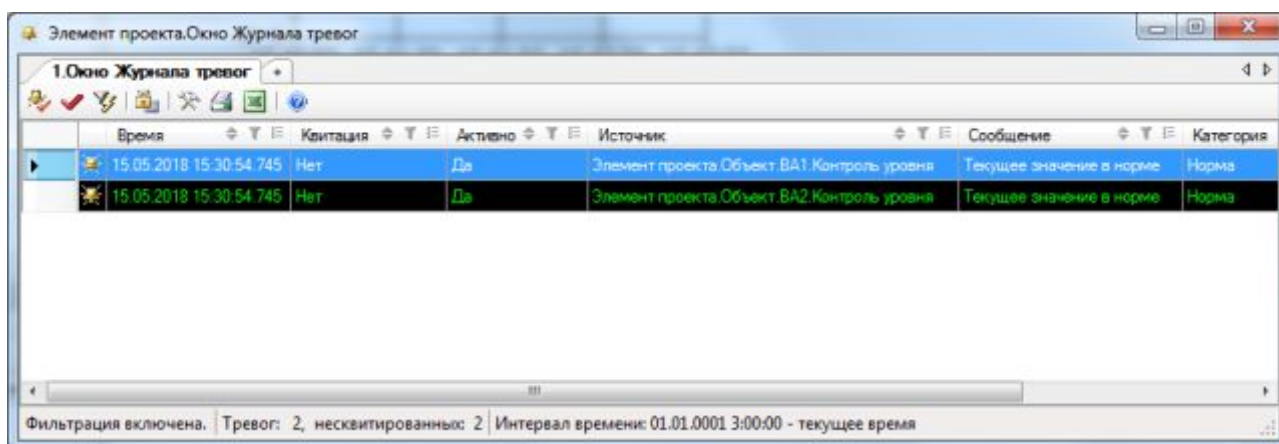 Элемент проекта.Окно Журнала тревог
1.Окно Журнала тревог +
Время Квитация Активно Источник Сообщение Категория
15.05.2018 15:30:54.745 Нет Да Элемент проекта.Объект.ВА1.Контроль уровня Текущее значение в норме Норма
15.05.2018 15:30:54.745 Нет Да Элемент проекта.Объект.ВА2.Контроль уровня Текущее значение в норме Норма
Фильтрация включена. Тревог: 2, несквитированных: 2 Интервал времени: 01.01.0001 3:00:00 - текущее время